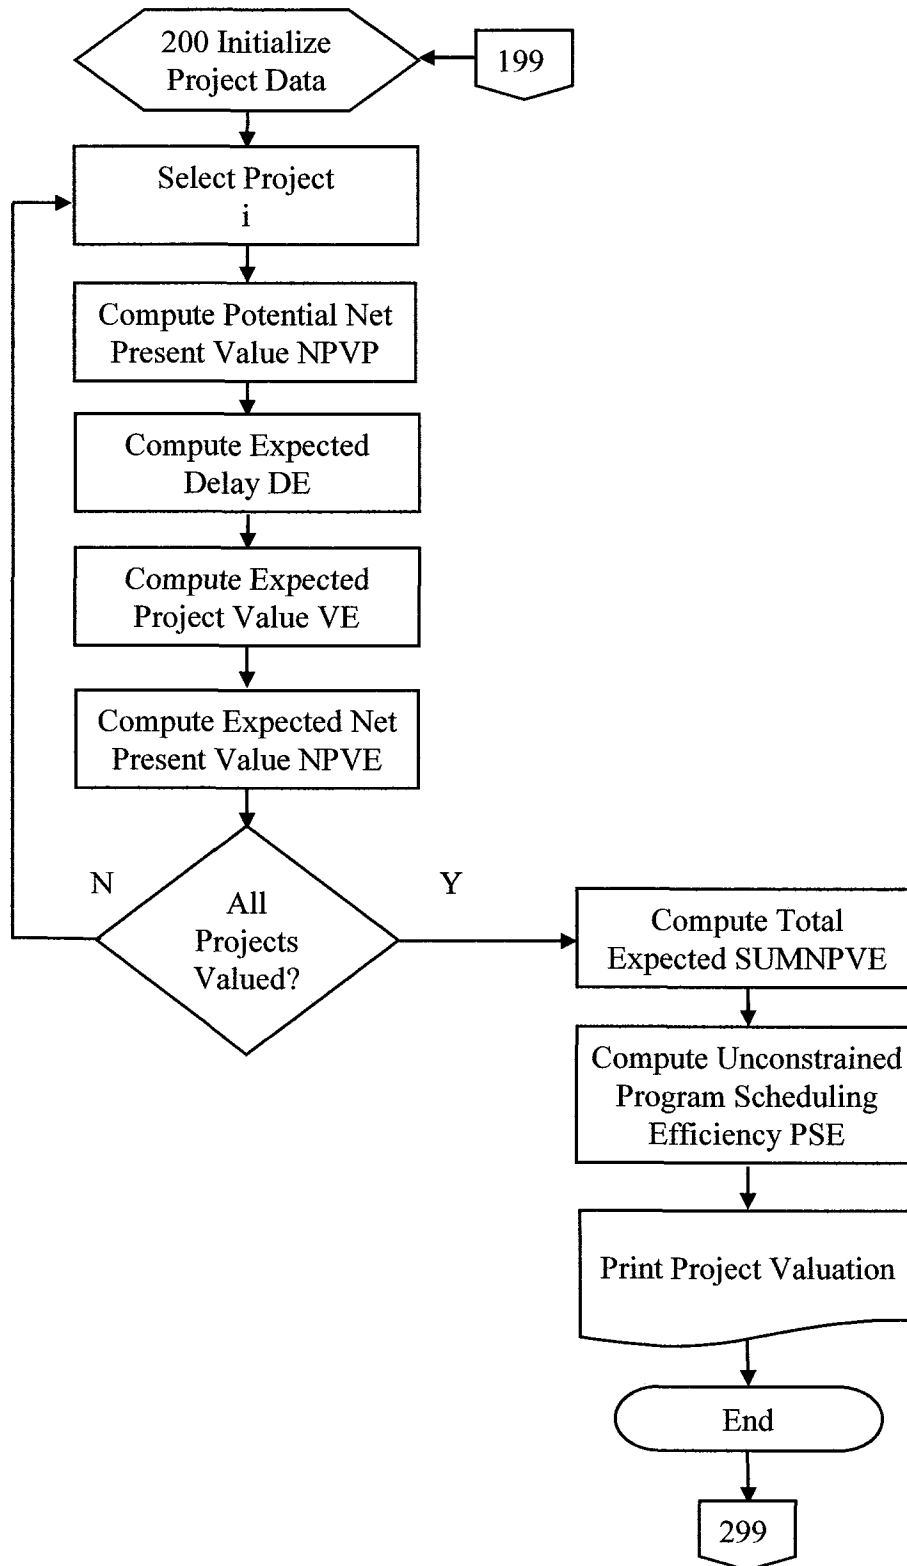 200 Initialize
Project Data
199
Select Project
i
Compute Potential Net
Present Value NPVP
Compute Expected
Delay DE
Compute Expected
Project Value VE
Compute Expected Net
Present Value NPVE
N
All
Projects
Valued?
Y
Compute Total
Expected SUMNPVE
Compute Unconstrained
Program Scheduling
Efficiency PSE
Print Project Valuation
End
299